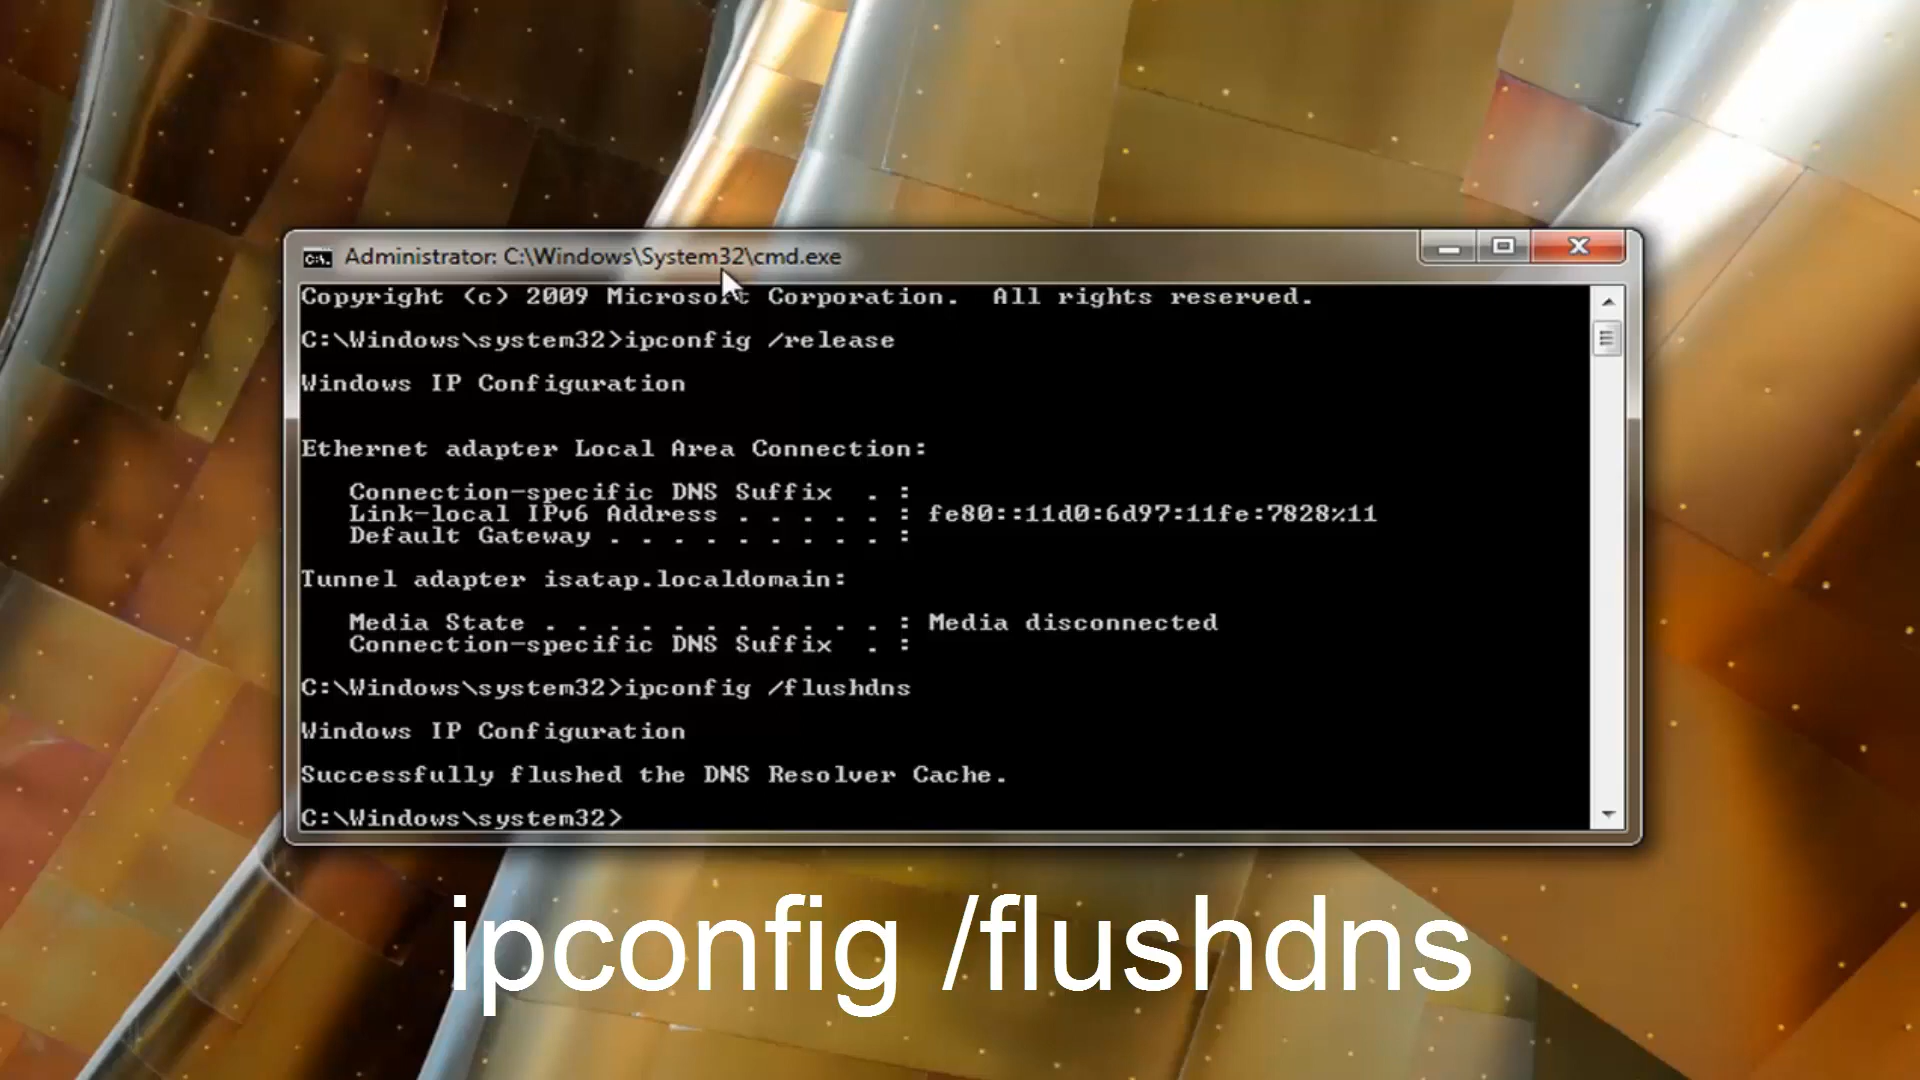 Administrator: C:\Windows\System32\cmd.exe
Copyright (c) 2009 Microsoft Corporation.  All rights reserved.
C:\Windows\system32>ipconfig /release
Windows IP Configuration
Ethernet adapter Local Area Connection:
Connection-specific DNS Suffix  . :
Link-local IPv6 Address . . . . . : fe80::11d0:6d97:11fe:7828%11
Default Gateway . . . . . . . . . :
Tunnel adapter isatap.localdomain:
Media State . . . . . . . . . . . : Media disconnected
Connection-specific DNS Suffix  . :
C:\Windows\system32>ipconfig /flushdns
Windows IP Configuration
Successfully flushed the DNS Resolver Cache.
C:\Windows\system32>
ipconfig /flushdns